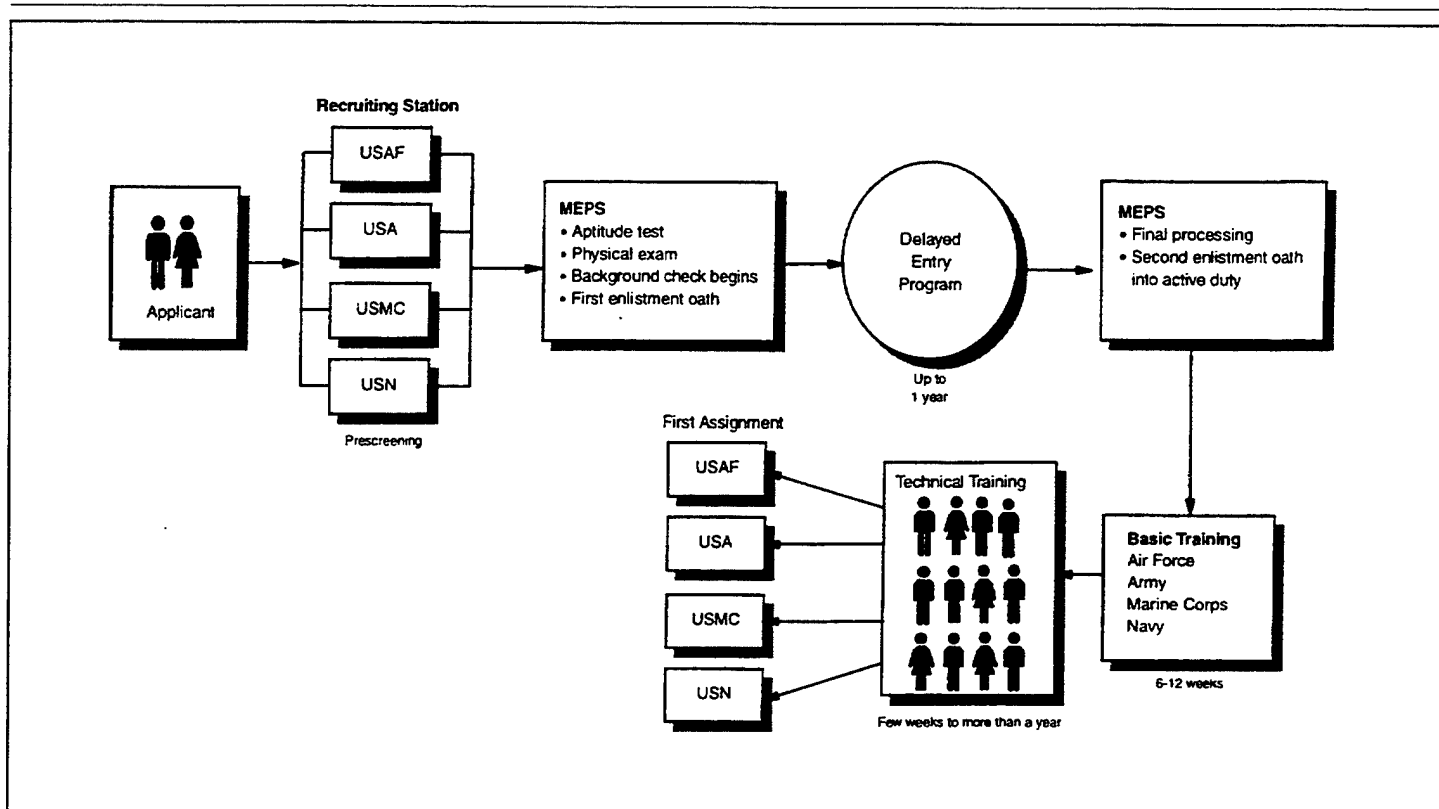 Recruiting Station
USAF
USA
USMC
USN
Prescreening
Applicant
MEPS
• Aptitude test
• Physical exam
• Background check begins
• First enlistment oath
Delayed
Entry
Program
Up to
1 year
MEPS
• Final processing
• Second enlistment oath
into active duty
Basic Training
Air Force
Army
Marine Corps
Navy
6-12 weeks
Technical Training
Few weeks to more than a year
First Assignment
USAF
USA
USMC
USN